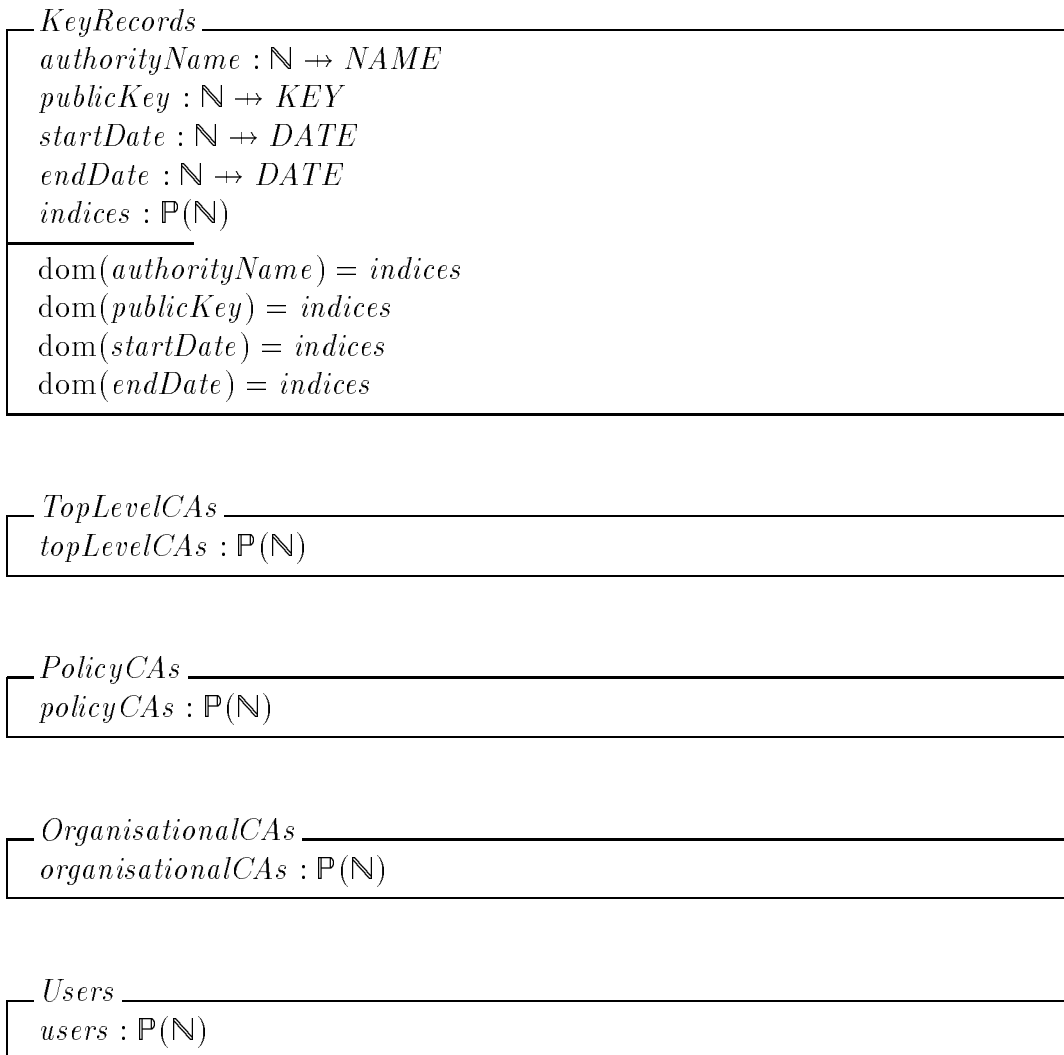 KeyRecords
authorityName : ℕ ⇸ NAME
publicKey : ℕ ⇸ KEY
startDate : ℕ ⇸ DATE
endDate : ℕ ⇸ DATE
indices : ℙ(ℕ)
dom(authorityName) = indices
dom(publicKey) = indices
dom(startDate) = indices
dom(endDate) = indices
TopLevelCAs
topLevelCAs : ℙ(ℕ)
PolicyCAs
policyCAs : ℙ(ℕ)
OrganisationalCAs
organisationalCAs : ℙ(ℕ)
Users
users : ℙ(ℕ)